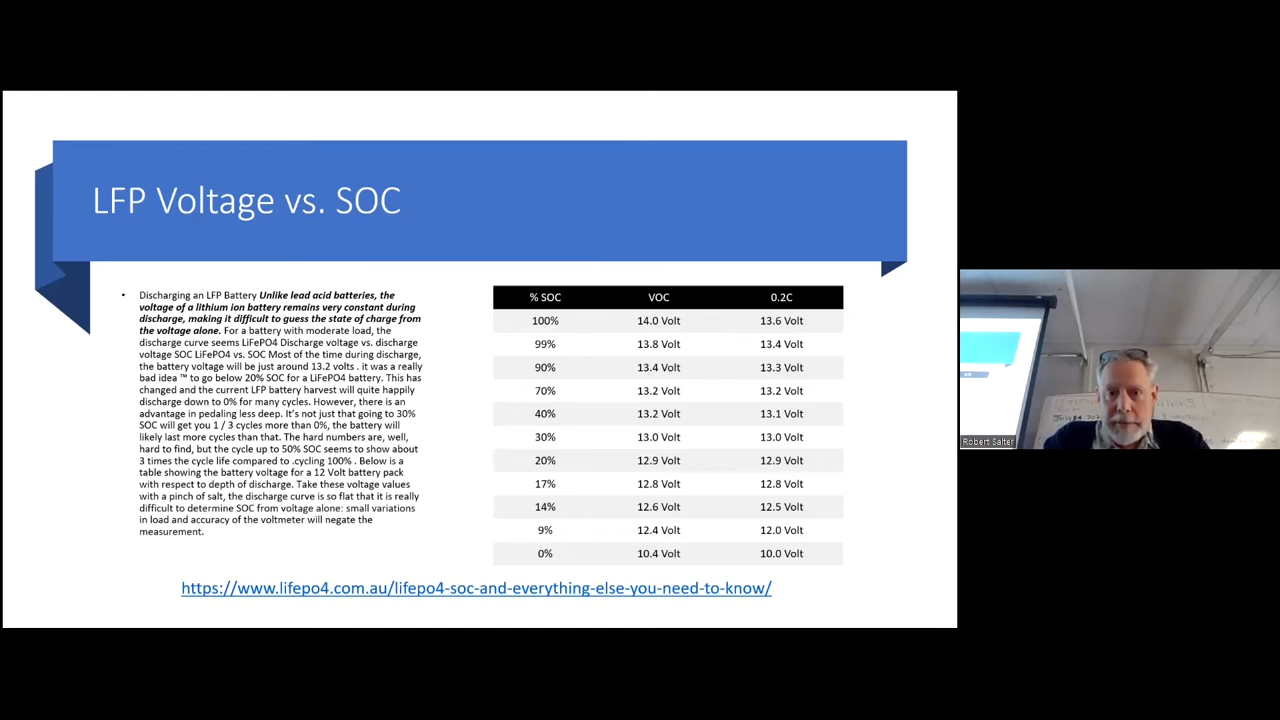 LFP Voltage vs. SOC
• Discharging an LFP Battery Unlike lead acid batteries, the
voltage of a lithium ion battery remains very constant during
discharge, making it difficult to guess the state of charge from
the voltage alone. For a battery with moderate load, the
discharge curve seems LiFePO4 Discharge voltage vs. discharge
voltage SOC LiFePO4 vs. SOC Most of the time during discharge,
the battery voltage will be just around 13.2 volts . it was a really
bad idea ™ to go below 20% SOC for a LiFePO4 battery. This has
changed and the current LFP battery harvest will quite happily
discharge down to 0% for many cycles. However, there is an
advantage in pedaling less deep. It's not just that going to 30%
SOC will get you 1 / 3 cycles more than 0%, the battery will
likely last more cycles than that. The hard numbers are, well,
hard to find, but the cycle up to 50% SOC seems to show about
3 times the cycle life compared to .cycling 100% . Below is a
table showing the battery voltage for a 12 Volt battery pack
with respect to depth of discharge. Take these voltage values
with a pinch of salt, the discharge curve is so flat that it is really
difficult to determine SOC from voltage alone: small variations
in load and accuracy of the voltmeter will negate the
measurement.
% SOC VOC 0.2C
100% 14.0 Volt 13.6 Volt
99% 13.8 Volt 13.4 Volt
90% 13.4 Volt 13.3 Volt
70% 13.2 Volt 13.2 Volt
40% 13.2 Volt 13.1 Volt
30% 13.0 Volt 13.0 Volt
20% 12.9 Volt 12.9 Volt
17% 12.8 Volt 12.8 Volt
14% 12.6 Volt 12.5 Volt
9% 12.4 Volt 12.0 Volt
0% 10.4 Volt 10.0 Volt
https://www.lifepo4.com.au/lifepo4-soc-and-everything-else-you-need-to-know/
Robert Salter